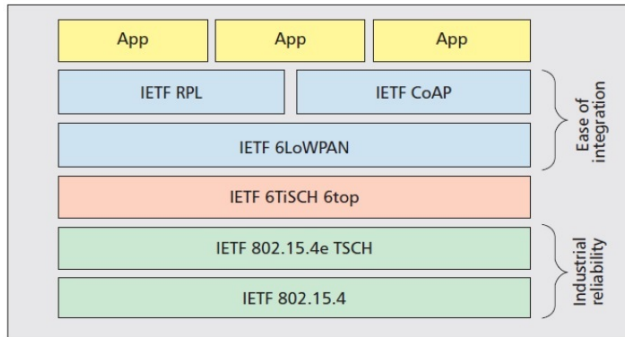 App
App
App
IETF RPL
IETF CoAP
IETF 6LoWPAN
IETF 6TiSCH 6top
IETF 802.15.4e TSCH
IETF 802.15.4
Ease of
integration
Industrial
reliability